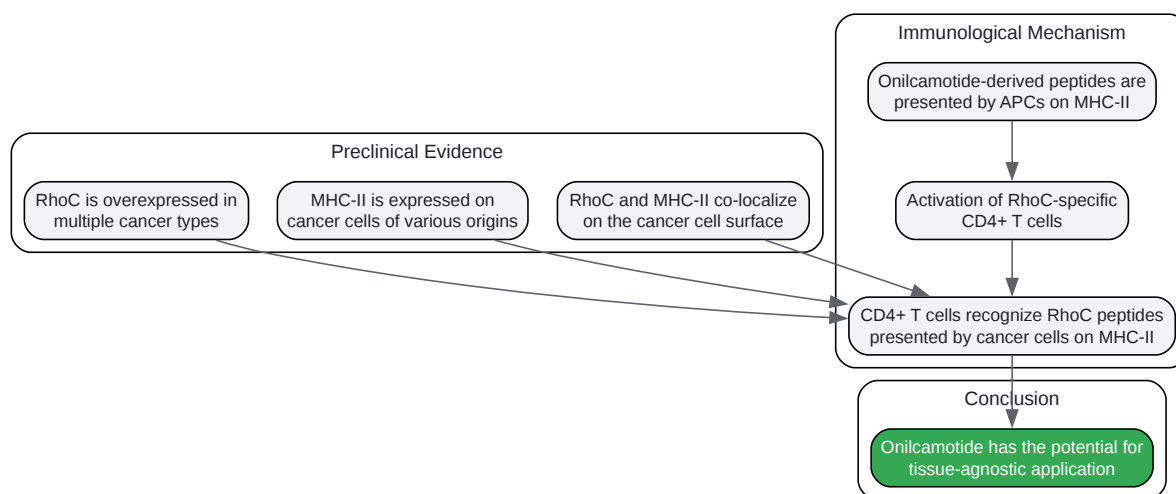 Immunological Mechanism
Onilcamotide-derived peptides are
presented by APCs on MHC-II
Preclinical Evidence
RhoC is overexpressed in
multiple cancer types
MHC-II is expressed on
cancer cells of various origins
RhoC and MHC-II co-localize
on the cancer cell surface
Activation of RhoC-specific
CD4+ T cells
CD4+ T cells recognize RhoC peptides
presented by cancer cells on MHC-II
Conclusion
Onilcamotide has the potential for
tissue-agnostic application